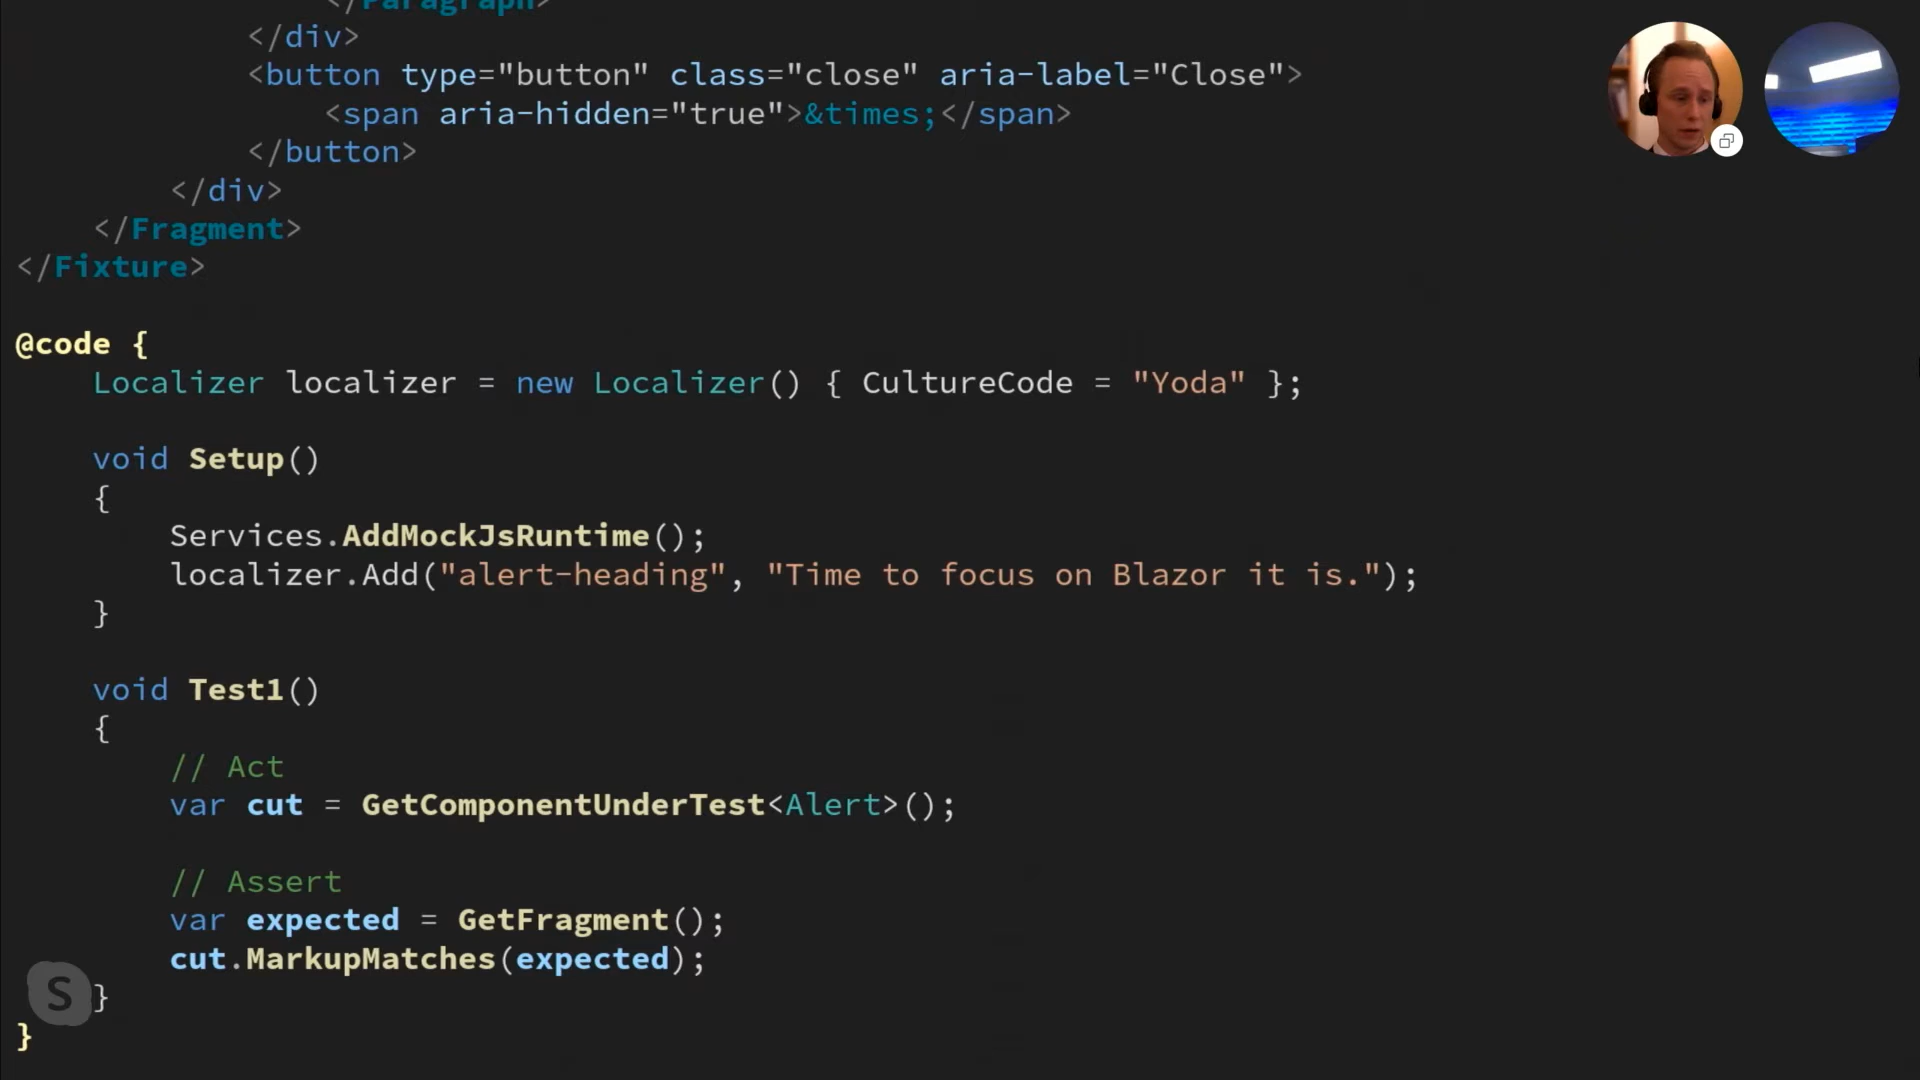 </Paragraph>
</div>
<button type="button" class="close" aria-label="Close">
<span aria-hidden="true">&times;</span>
</button>
</div>
</Fragment>
</Fixture>
@code {
Localizer localizer = new Localizer() { CultureCode = "Yoda" };
void Setup()
{
Services.AddMockJsRuntime();
localizer.Add("alert-heading", "Time to focus on Blazor it is.");
}
void Test1()
{
// Act
var cut = GetComponentUnderTest<Alert>();
// Assert
var expected = GetFragment();
cut.MarkupMatches(expected);
S }
}